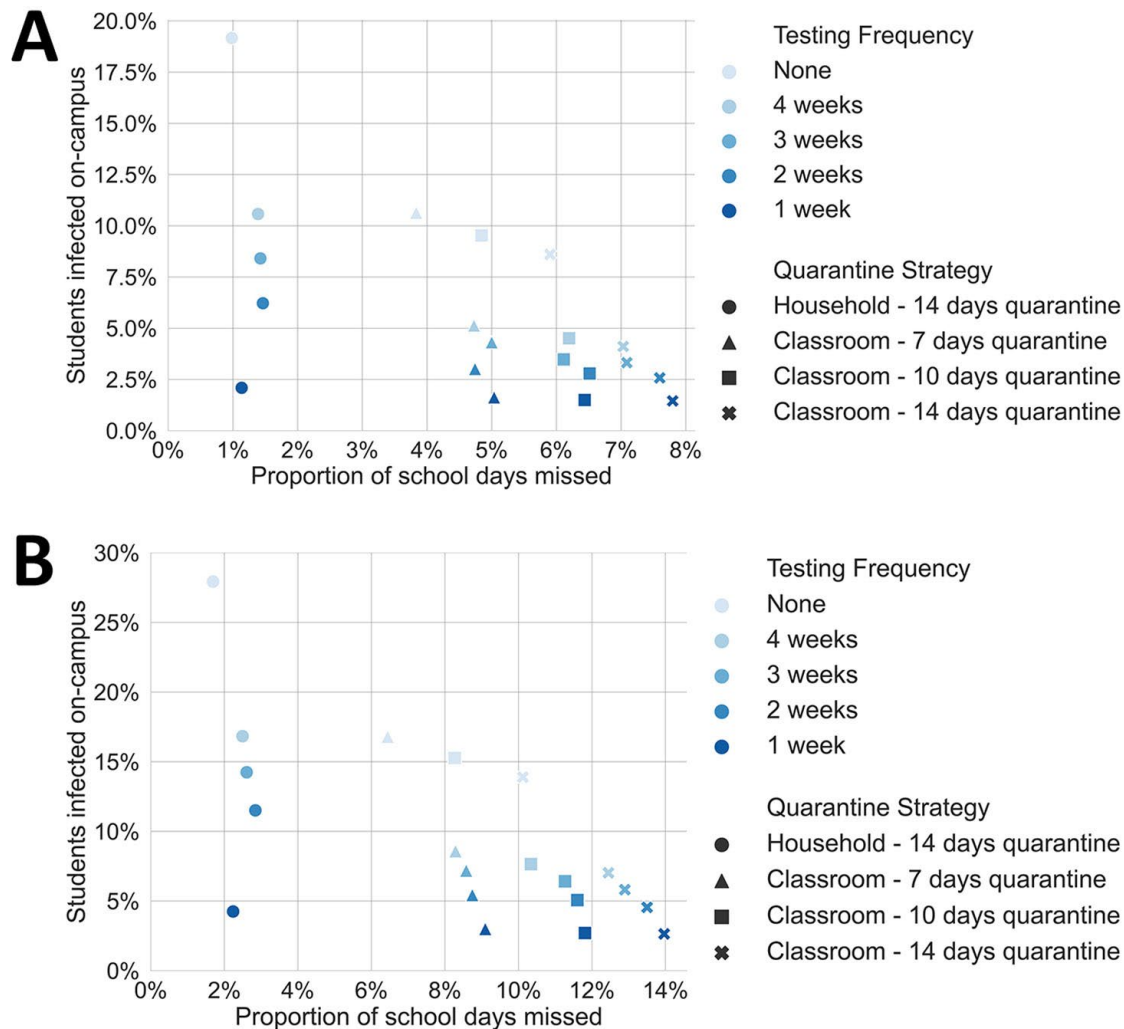 A
20.0%
17.5%
15.0%
12.5%
10.0%
7.5%
5.0%
2.5%
0.0%
Students infected on-campus
0% 1% 2% 3% 4% 5% 6% 7% 8%
Proportion of school days missed
Testing Frequency
None
4 weeks
3 weeks
2 weeks
1 week
Quarantine Strategy
Household - 14 days quarantine
Classroom - 7 days quarantine
Classroom - 10 days quarantine
Classroom - 14 days quarantine
B
30%
25%
20%
15%
10%
5%
0%
Students infected on-campus
0% 2% 4% 6% 8% 10% 12% 14%
Proportion of school days missed
Testing Frequency
None
4 weeks
3 weeks
2 weeks
1 week
Quarantine Strategy
Household - 14 days quarantine
Classroom - 7 days quarantine
Classroom - 10 days quarantine
Classroom - 14 days quarantine